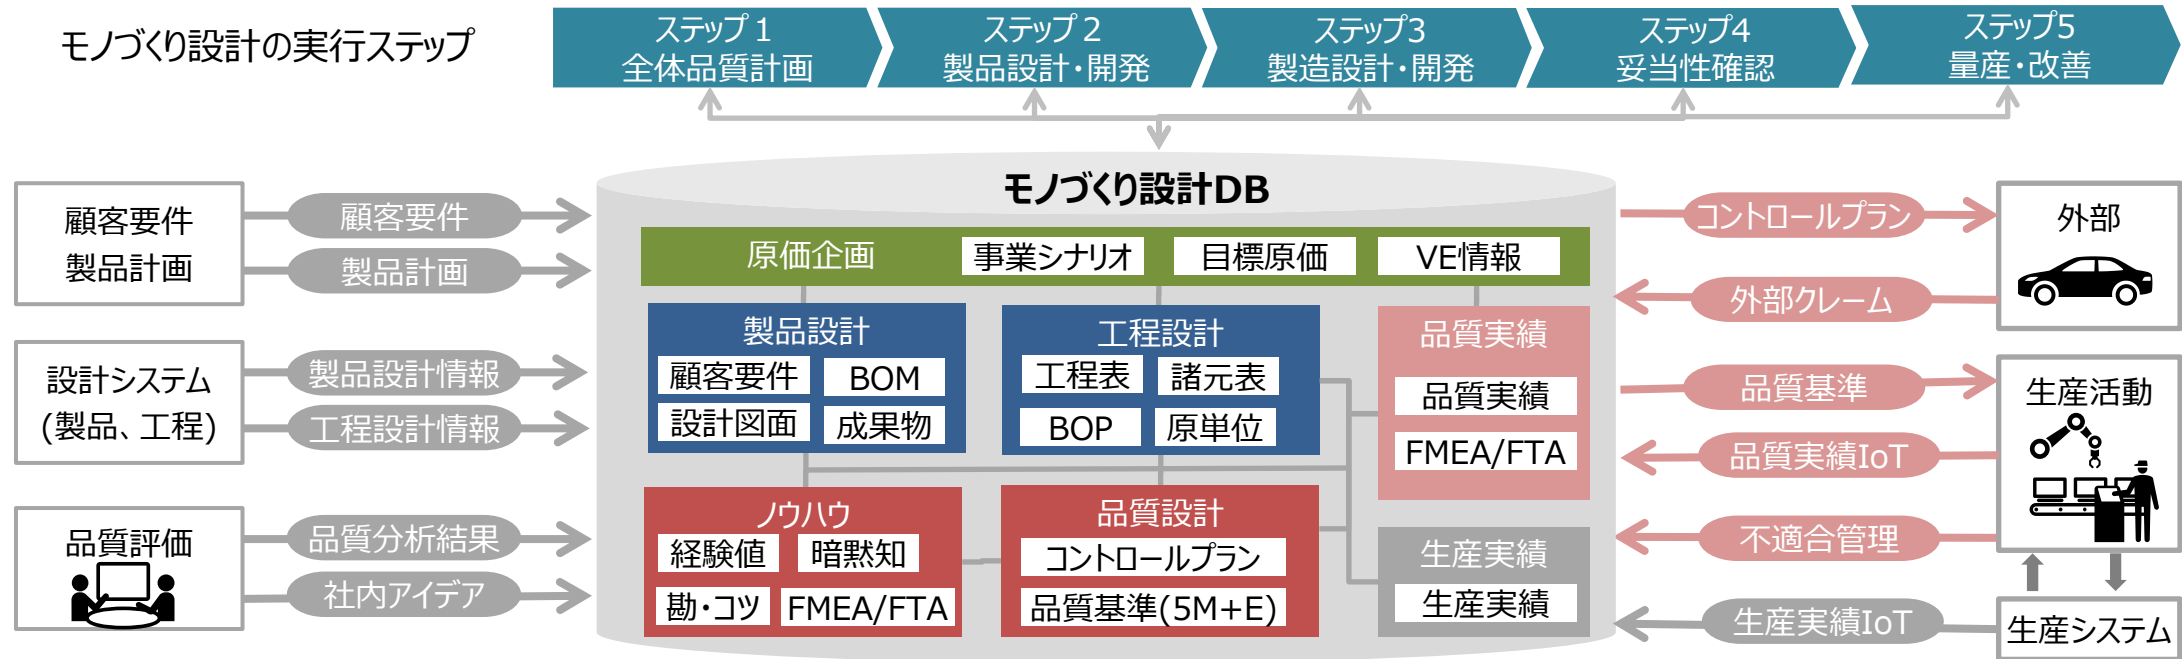 モノづくり設計の実行ステップ
ステップ 1
全体品質計画
ステップ 2
製品設計・開発
ステップ3
製造設計・開発
ステップ4
妥当性確認
ステップ5
量産・改善
顧客要件
製品計画
顧客要件
製品計画
設計システム
(製品、工程)
製品設計情報
工程設計情報
品質評価
品質分析結果
社内アイデア
モノづくり設計DB
原価企画
事業シナリオ
目標原価
VE情報
製品設計
顧客要件
BOM
設計図面
成果物
工程設計
工程表
諸元表
BOP
原単位
品質実績
品質実績
FMEA/FTA
ノウハウ
経験値
暗黙知
勘・コツ
FMEA/FTA
品質設計
コントロールプラン
品質基準(5M+E)
生産実績
生産実績
コントロールプラン
外部クレーム
外部
品質基準
品質実績IoT
不適合管理
生産活動
生産実績IoT
生産システム